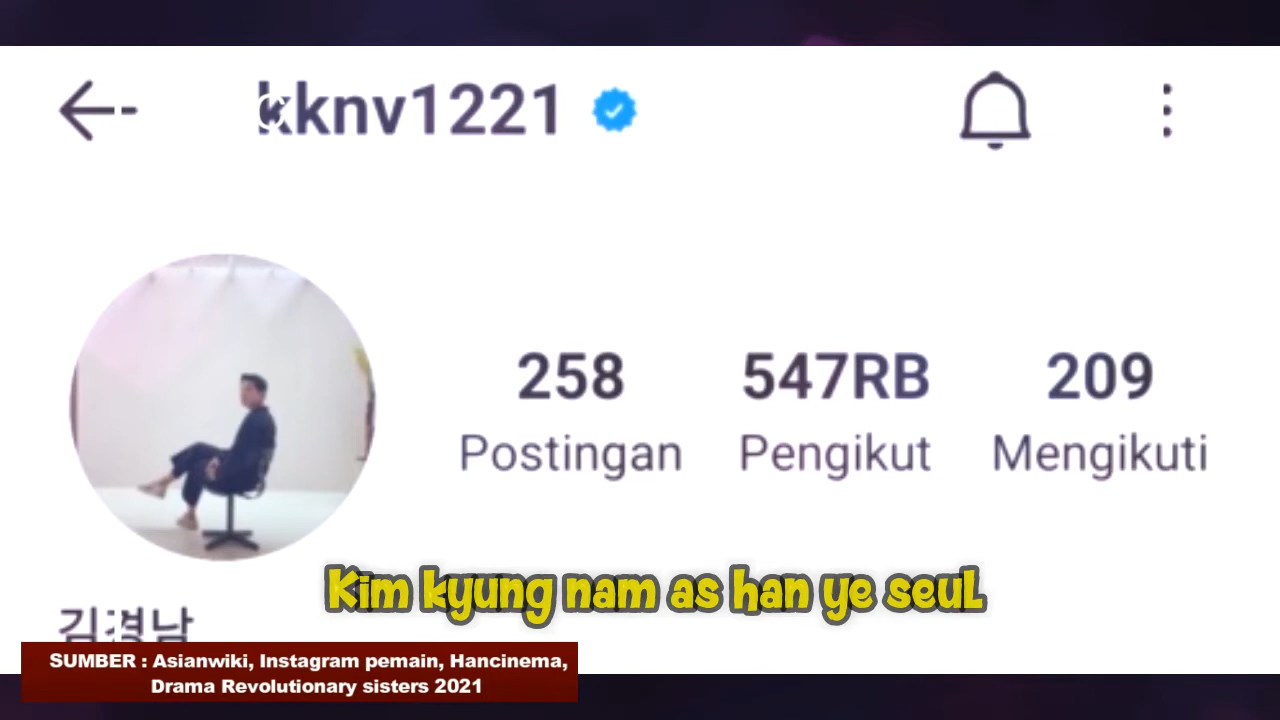 kknv1221
258 547RB 209
Postingan Pengikut Mengikuti
Kim kyung nam as han ye seul
김경남
SUMBER : Asianwiki, Instagram pemain, Hancinema,
Drama Revolutionary sisters 2021